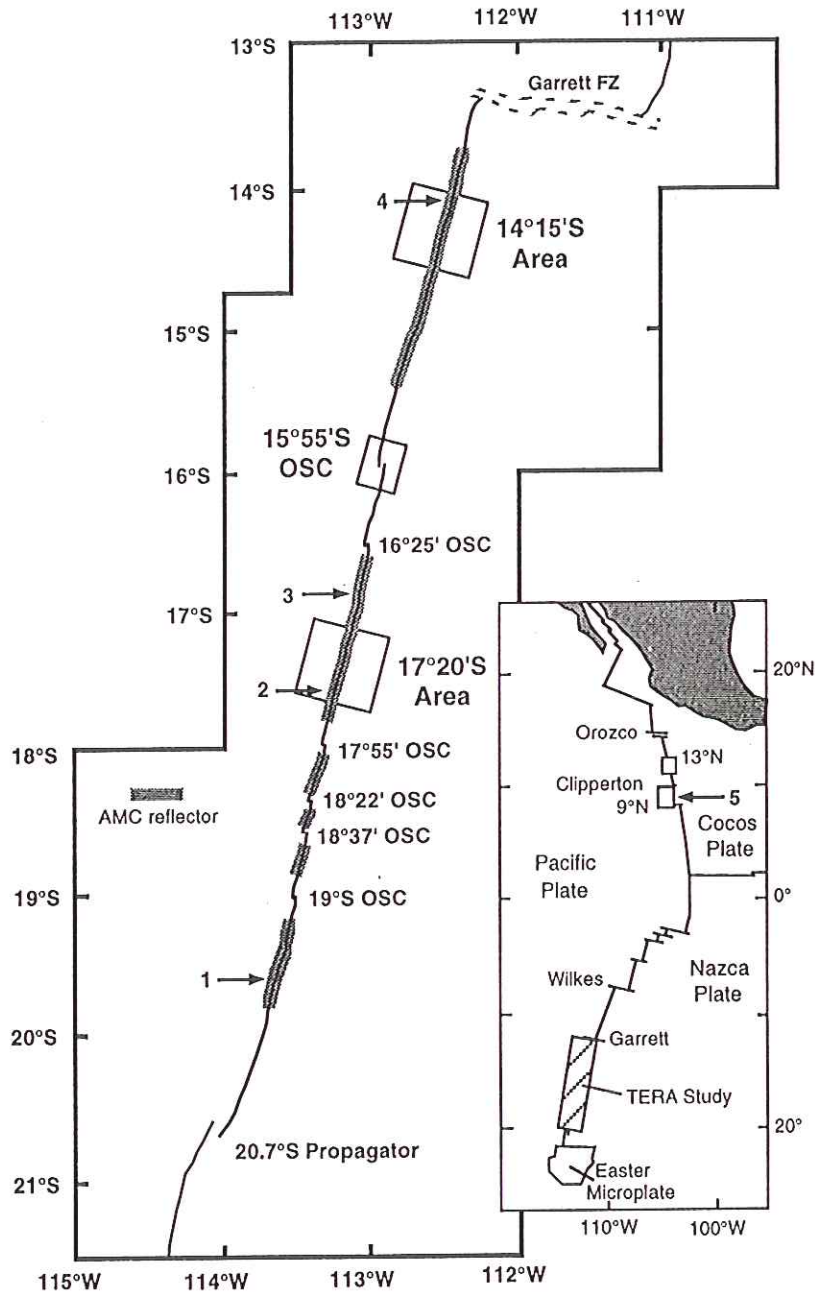 113°W
112°W
111°W
13°S
Garrett FZ
14°S
4
14°15'S
Area
15°S
15°55'S
OSC
16°S
16°25' OSC
3
17°S
17°20'S
Area
2
18°S
17°55' OSC
AMC reflector
18°22' OSC
18°37' OSC
19°S
19°S OSC
1
20°S
20.7°S Propagator
21°S
115°W
114°W
113°W
112°W
20°N
Orozco
13°N
Clipperton
9°N
5
Cocos
Plate
Pacific
Plate
0°
Nazca
Plate
Wilkes
Garrett
TERA Study
20°
Easter
Microplate
110°W
100°W